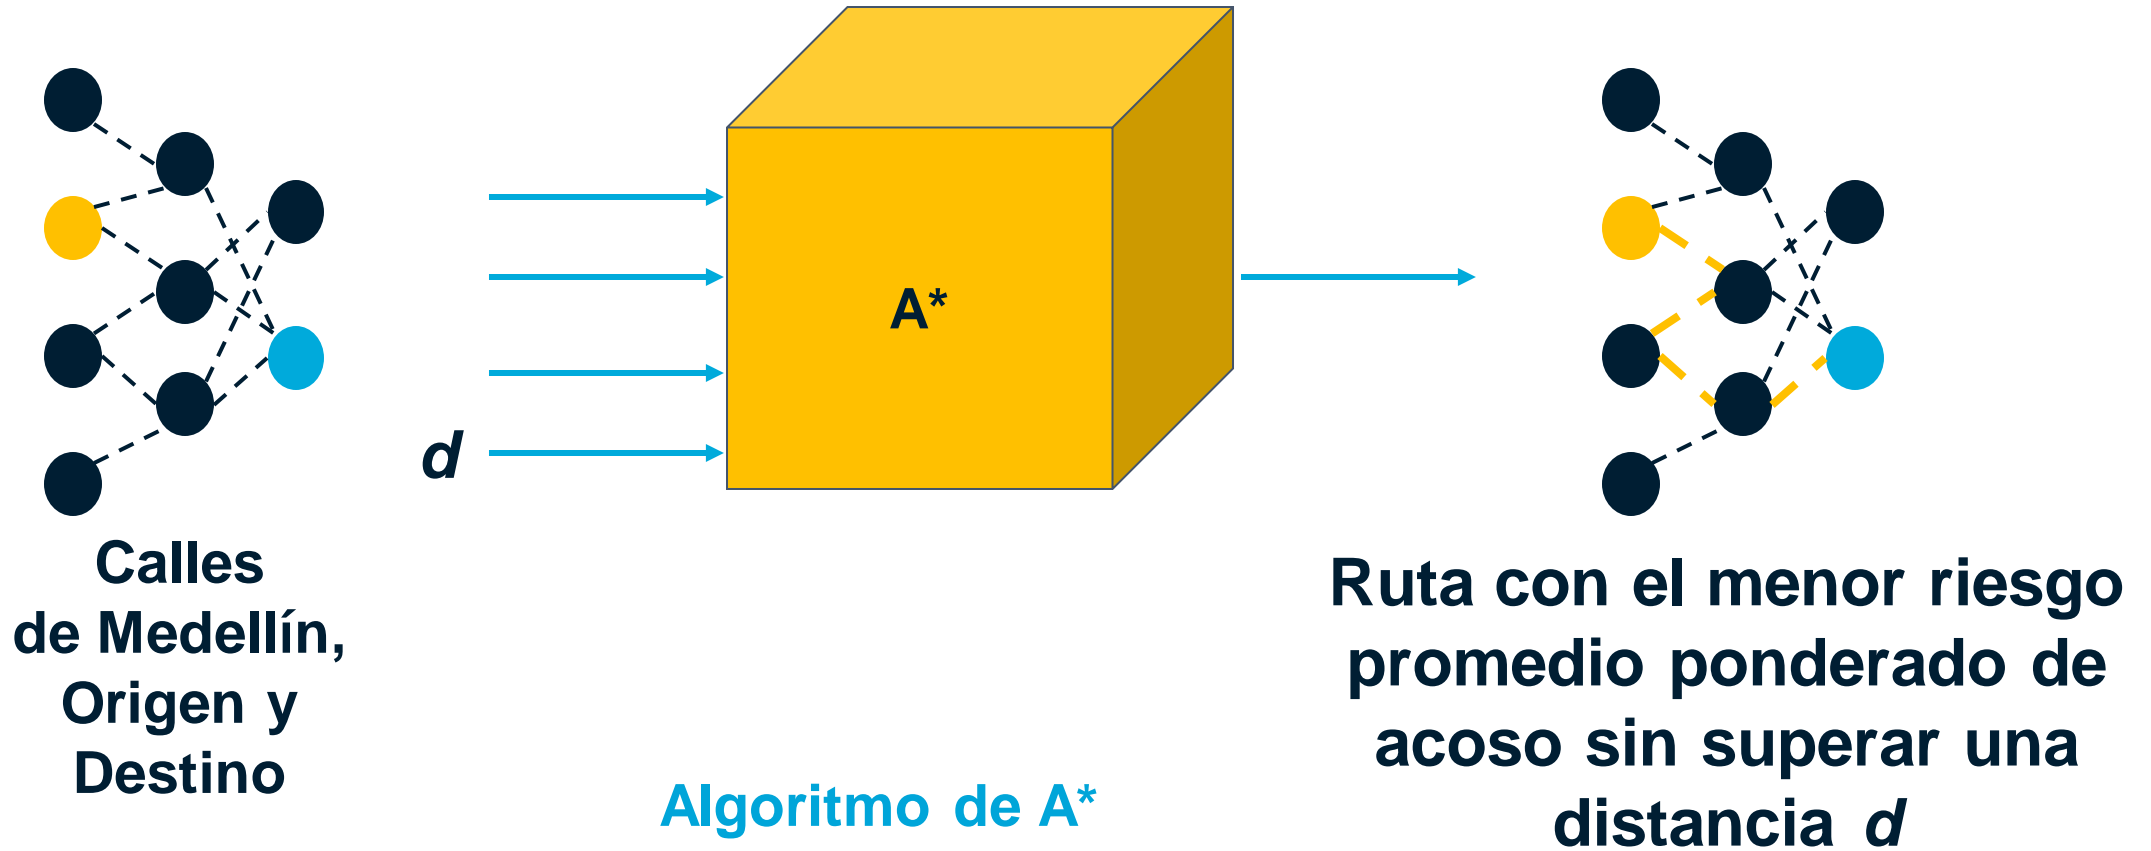 A*
d
Calles
de Medellín,
Origen y
Destino
Algoritmo de A*
Ruta con el menor riesgo
promedio ponderado de
acoso sin superar una
distancia d